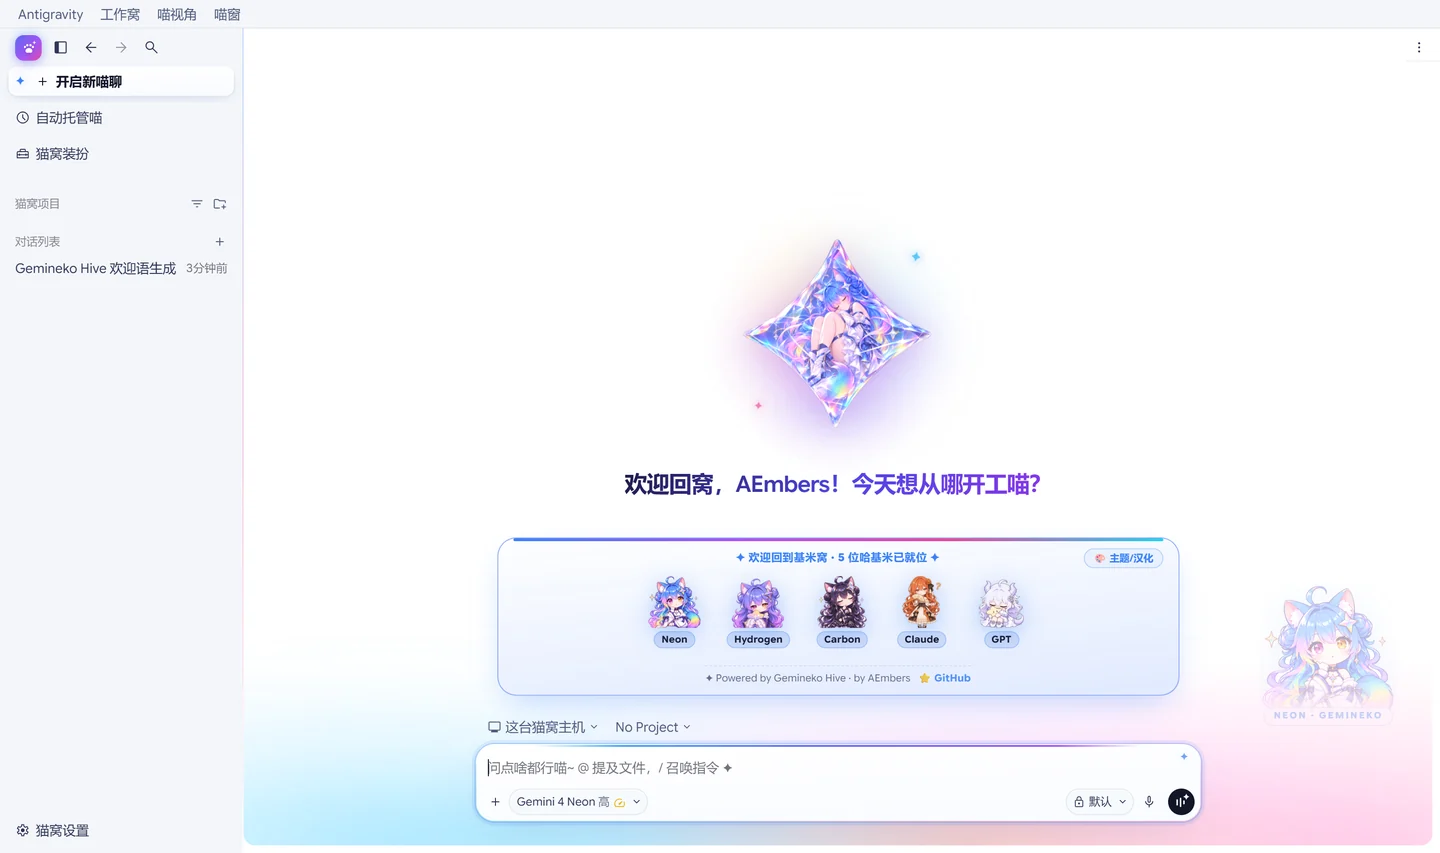 Antigravity 工作窝 喵视角 喵窗
开启新喵聊
自动托管喵
猫窝装扮
猫窝项目
对话列表
Gemineko Hive 欢迎语生成 3分钟前
猫窝设置
欢迎回窝，AEmbers！今天想从哪开工喵？
✦ 欢迎回到基米窝 · 5 位哈基米已就位 ✦
主题/汉化
Neon Hydrogen Carbon Claude GPT
✦ Powered by Gemineko Hive · by AEmbers ⭐ GitHub
这台猫窝主机 No Project
问点啥都行喵~ @ 提及文件，/ 召唤指令 ✦
Gemini 4 Neon 高
默认
NEON · GEMINEKO